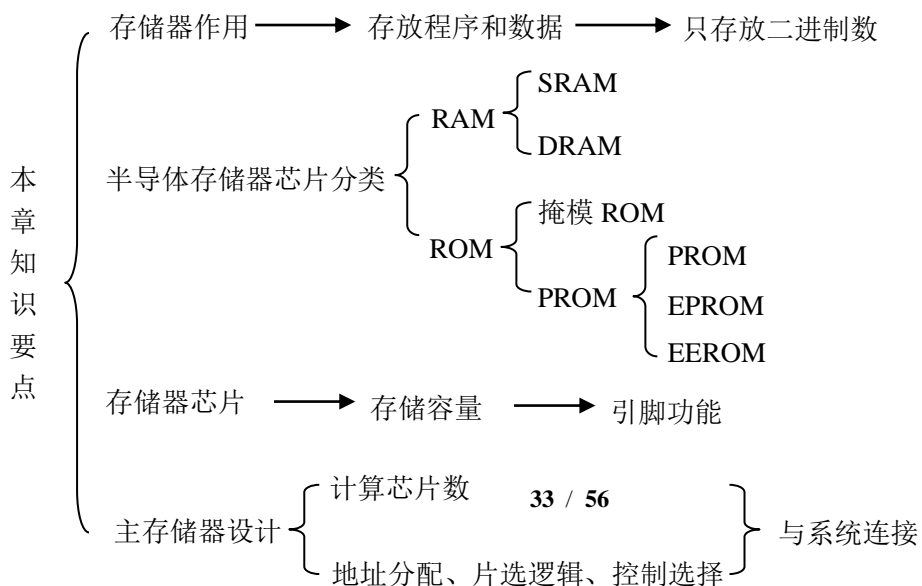 存储器作用 存放程序和数据 只存放二进制数
SRAM
RAM
DRAM
本章知识要点
半导体存储器芯片分类
掩模 ROM
ROM
PROM
PROM
EPROM
EEROM
存储器芯片 存储容量 引脚功能
计算芯片数 33 / 56
主存储器设计 与系统连接
地址分配、片选逻辑、控制选择